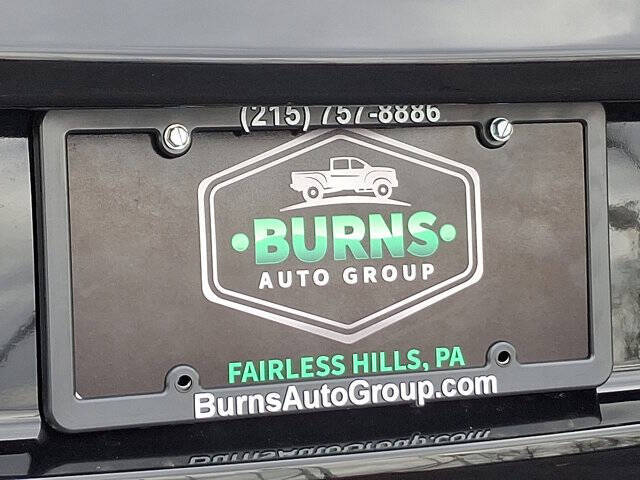 (215) 757-8886
BURNS
AUTO GROUP
FAIRLESS HILLS, PA
BurnsAutoGroup.com